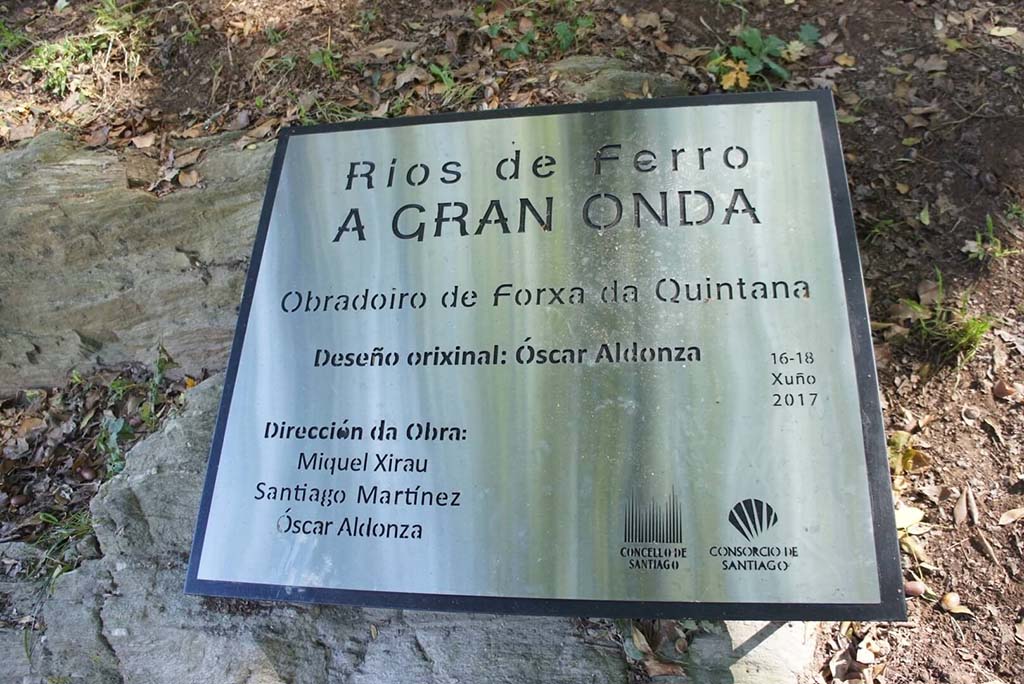 Ríos de Ferro
A GRAN ONDA
Obradoiro de Forxa da Quintana
Deseño orixinal: Óscar Aldonza
16-18
Xuño
2017
Dirección da Obra:
Miquel Xirau
Santiago Martínez
Óscar Aldonza
CONCELLO DE
SANTIAGO
CONSORCIO DE
SANTIAGO